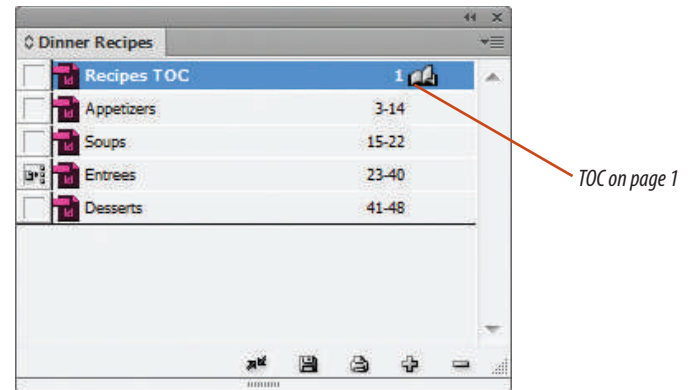 Dinner Recipes
Recipes TOC 1
Appetizers 3-14
Soups 15-22
TOC on page 1
Entrees 23-40
Desserts 41-48